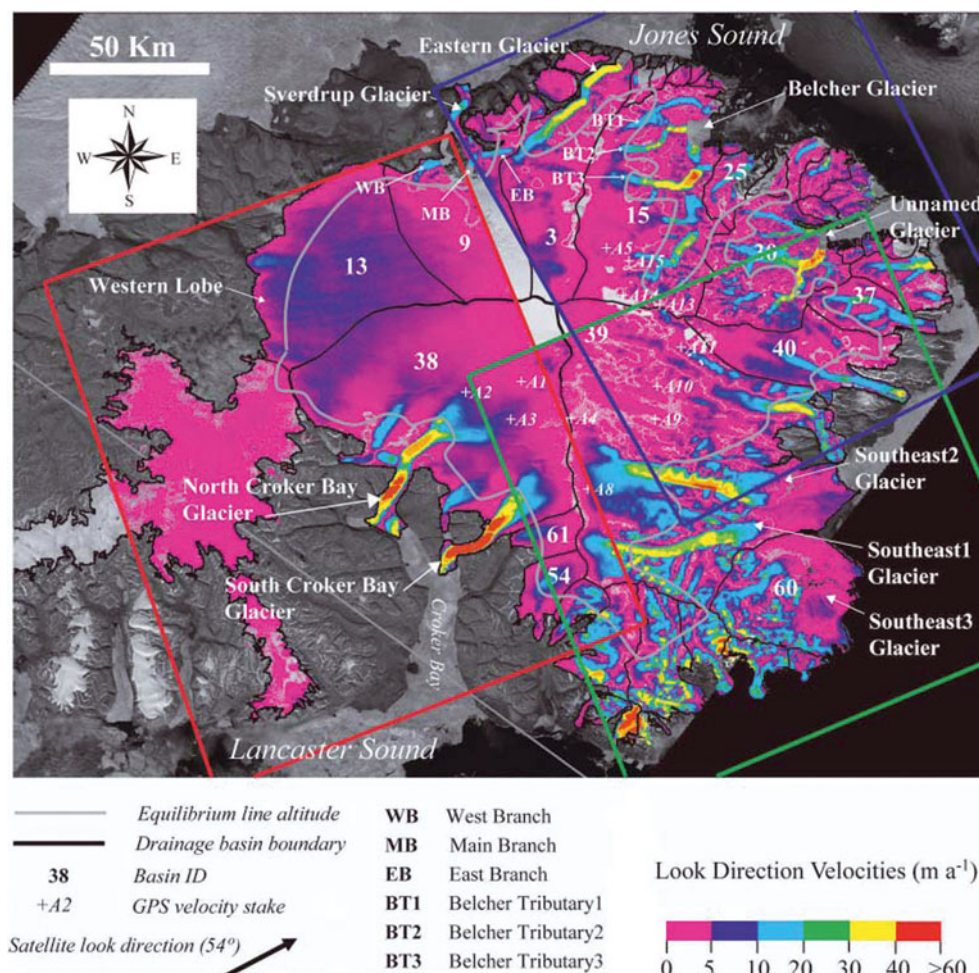 50 Km
Jones Sound
Eastern Glacier
Sverdrup Glacier
Belcher Glacier
N
W E
S
BT1
BT2
BT3
WB
MB
EB
25
15
Unnamed
Glacier
9
3
+A5
+A15
30
13
Western Lobe
+A14
+A13
37
39
+A11
40
38
+A1
+A2
+A10
+A3
+A4
+A9
Southeast2
Glacier
North Croker Bay
Glacier
+A8
61
Southeast1
Glacier
54
60
South Croker Bay
Glacier
Southeast3
Glacier
Croker Bay
Lancaster Sound
Equilibrium line altitude
Drainage basin boundary
38 Basin ID
+A2 GPS velocity stake
Satellite look direction (54º)
WB West Branch
MB Main Branch
EB East Branch
BT1 Belcher Tributary1
BT2 Belcher Tributary2
BT3 Belcher Tributary3
Look Direction Velocities (m a⁻¹)
0 5 10 20 30 40 >60